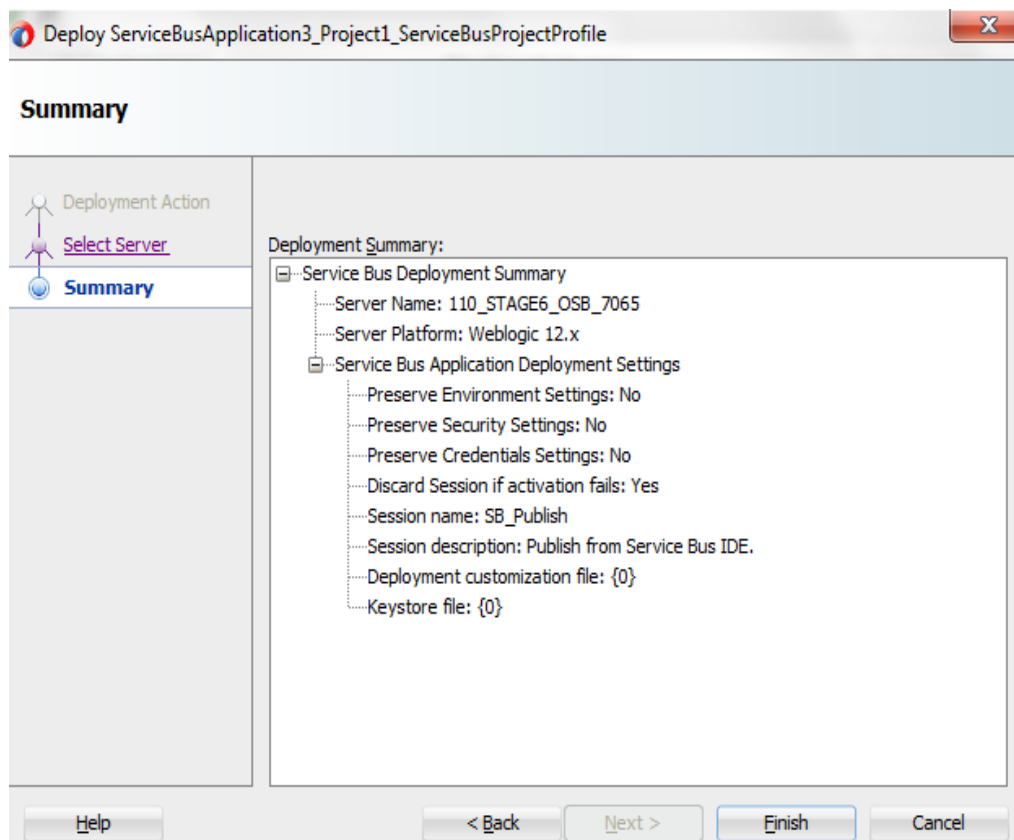 Deploy ServiceBusApplication3_Project1_ServiceBusProjectProfile
Summary
Deployment Action
Select Server
Summary
Deployment Summary:
Service Bus Deployment Summary
Server Name: 110_STAGE6_OSB_7065
Server Platform: Weblogic 12.x
Service Bus Application Deployment Settings
Preserve Environment Settings: No
Preserve Security Settings: No
Preserve Credentials Settings: No
Discard Session if activation fails: Yes
Session name: SB_Publish
Session description: Publish from Service Bus IDE.
Deployment customization file: {0}
Keystore file: {0}
Help
< Back
Next >
Finish
Cancel